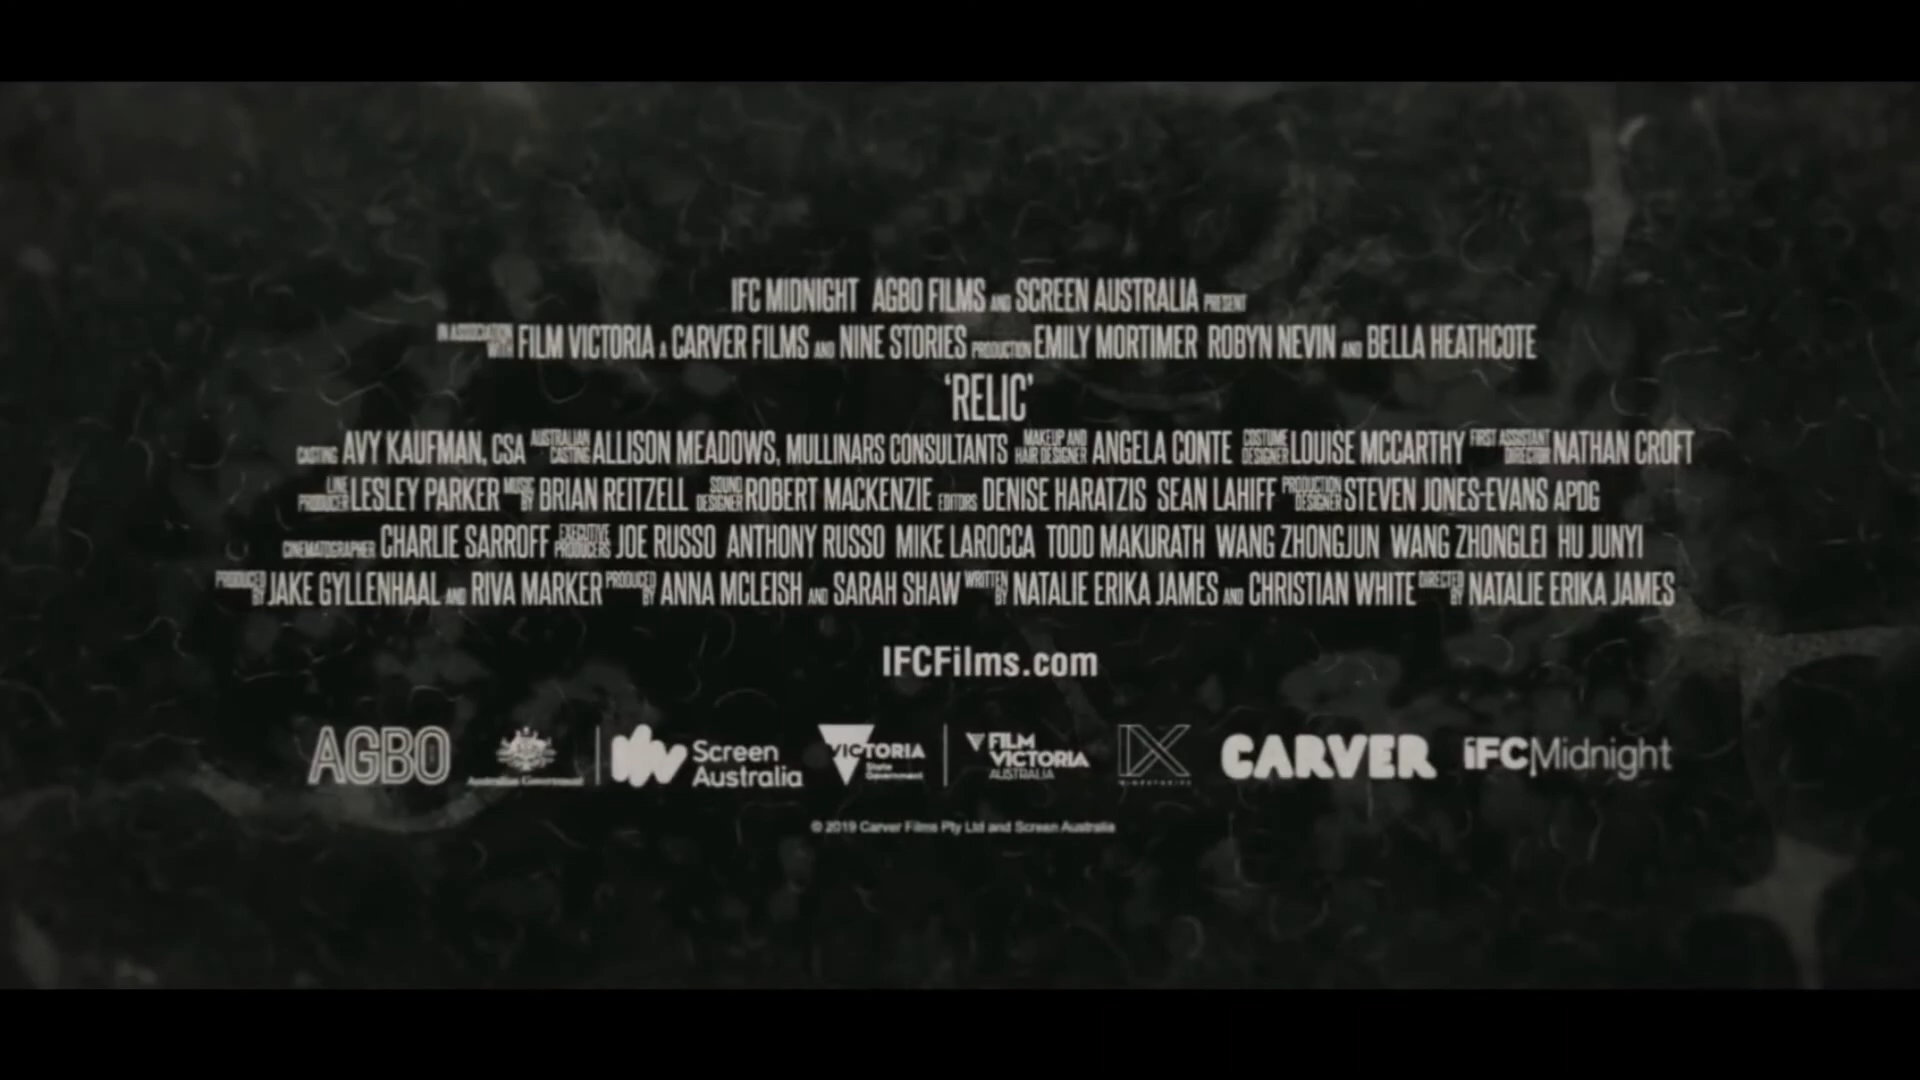 IFC MIDNIGHT AGBO FILMS AND SCREEN AUSTRALIA PRESENT
IN ASSOCIATION WITH FILM VICTORIA A CARVER FILMS AND NINE STORIES PRODUCTION EMILY MORTIMER ROBYN NEVIN AND BELLA HEATHCOTE
'RELIC'
CASTING AVY KAUFMAN, CSA AUSTRALIAN CASTING ALLISON MEADOWS, MULLINARS CONSULTANTS MAKEUP AND HAIR DESIGNER ANGELA CONTE COSTUME DESIGNER LOUISE MCCARTHY FIRST ASSISTANT DIRECTOR NATHAN CROFT
LINE PRODUCER LESLEY PARKER MUSIC BY BRIAN REITZELL SOUND DESIGNER ROBERT MACKENZIE EDITORS DENISE HARATZIS SEAN LAHIFF PRODUCTION DESIGNER STEVEN JONES-EVANS APDG
CINEMATOGRAPHER CHARLIE SARROFF EXECUTIVE PRODUCERS JOE RUSSO ANTHONY RUSSO MIKE LAROCCA TODD MAKURATH WANG ZHONGJUN WANG ZHONGLEI HU JUNYI
PRODUCED BY JAKE GYLLENHAAL AND RIVA MARKER PRODUCED BY ANNA MCLEISH AND SARAH SHAW WRITTEN BY NATALIE ERIKA JAMES AND CHRISTIAN WHITE DIRECTED BY NATALIE ERIKA JAMES
IFCFilms.com
AGBO Australian Government Screen Australia VICTORIA State Government FILM VICTORIA AUSTRALIA IX CARVER IFC Midnight
© 2019 Carver Films Pty Ltd and Screen Australia